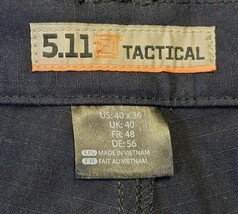 5.11 TACTICAL
US: 40 x 36
UK: 40
FR: 48
DE: 56
EN MADE IN VIETNAM
FR FAIT AU VIETNAM